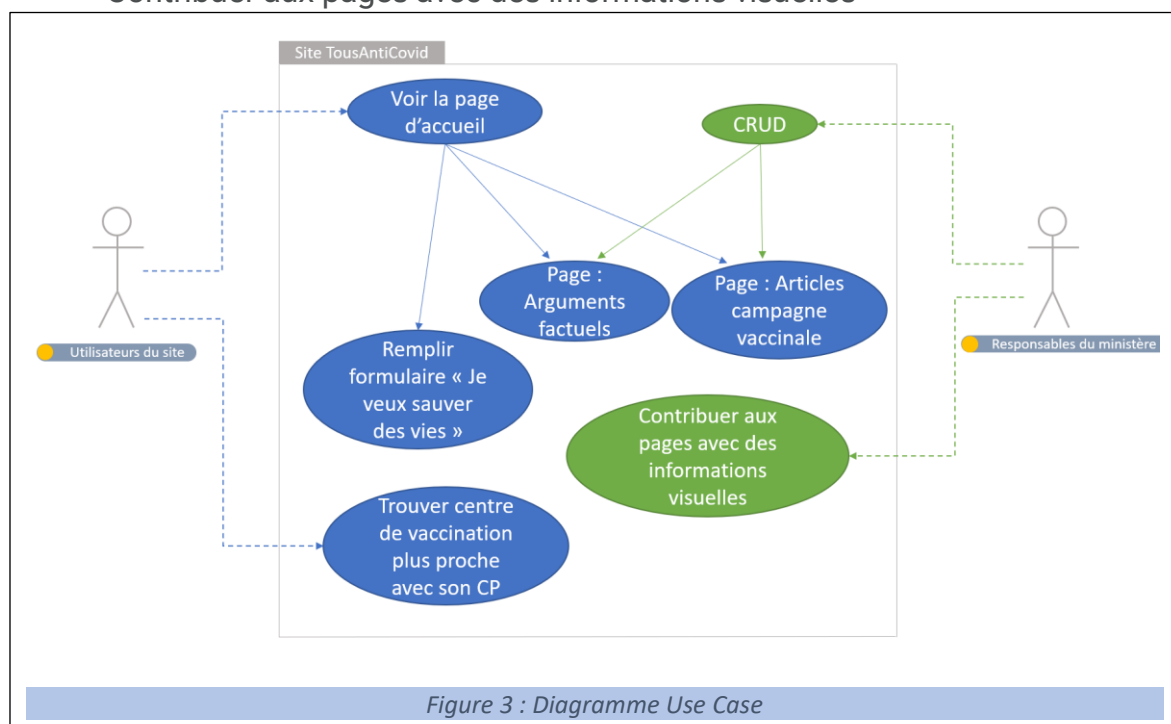 Contribuer aux pages avec des informations visuelles
Site TousAntiCovid
Voir la page
d'accueil
CRUD
Page :
Arguments
factuels
Page : Articles
campagne
vaccinale
Utilisateurs du site
Responsables du ministère
Remplir
formulaire « Je
veux sauver
des vies »
Contribuer aux
pages avec des
informations
visuelles
Trouver centre
de vaccination
plus proche
avec son CP
Figure 3 : Diagramme Use Case